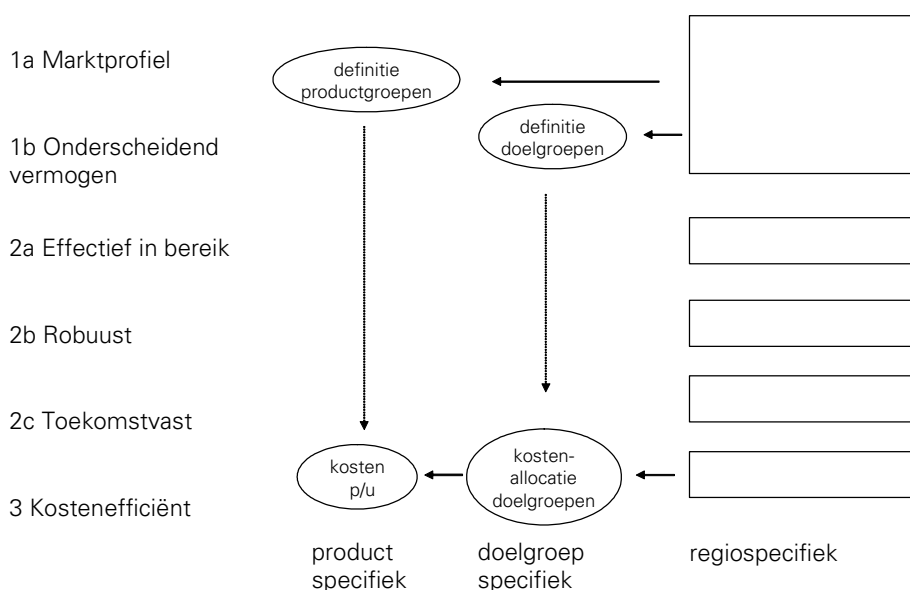 1a Marktprofiel
definitie
productgroepen
definitie
doelgroepen
1b Onderscheidend
vermogen
2a Effectief in bereik
2b Robuust
2c Toekomstvast
kosten
p/u
kosten-
allocatie
doelgroepen
3 Kostenefficiënt
product
specifiek
doelgroep
specifiek
regiospecifiek